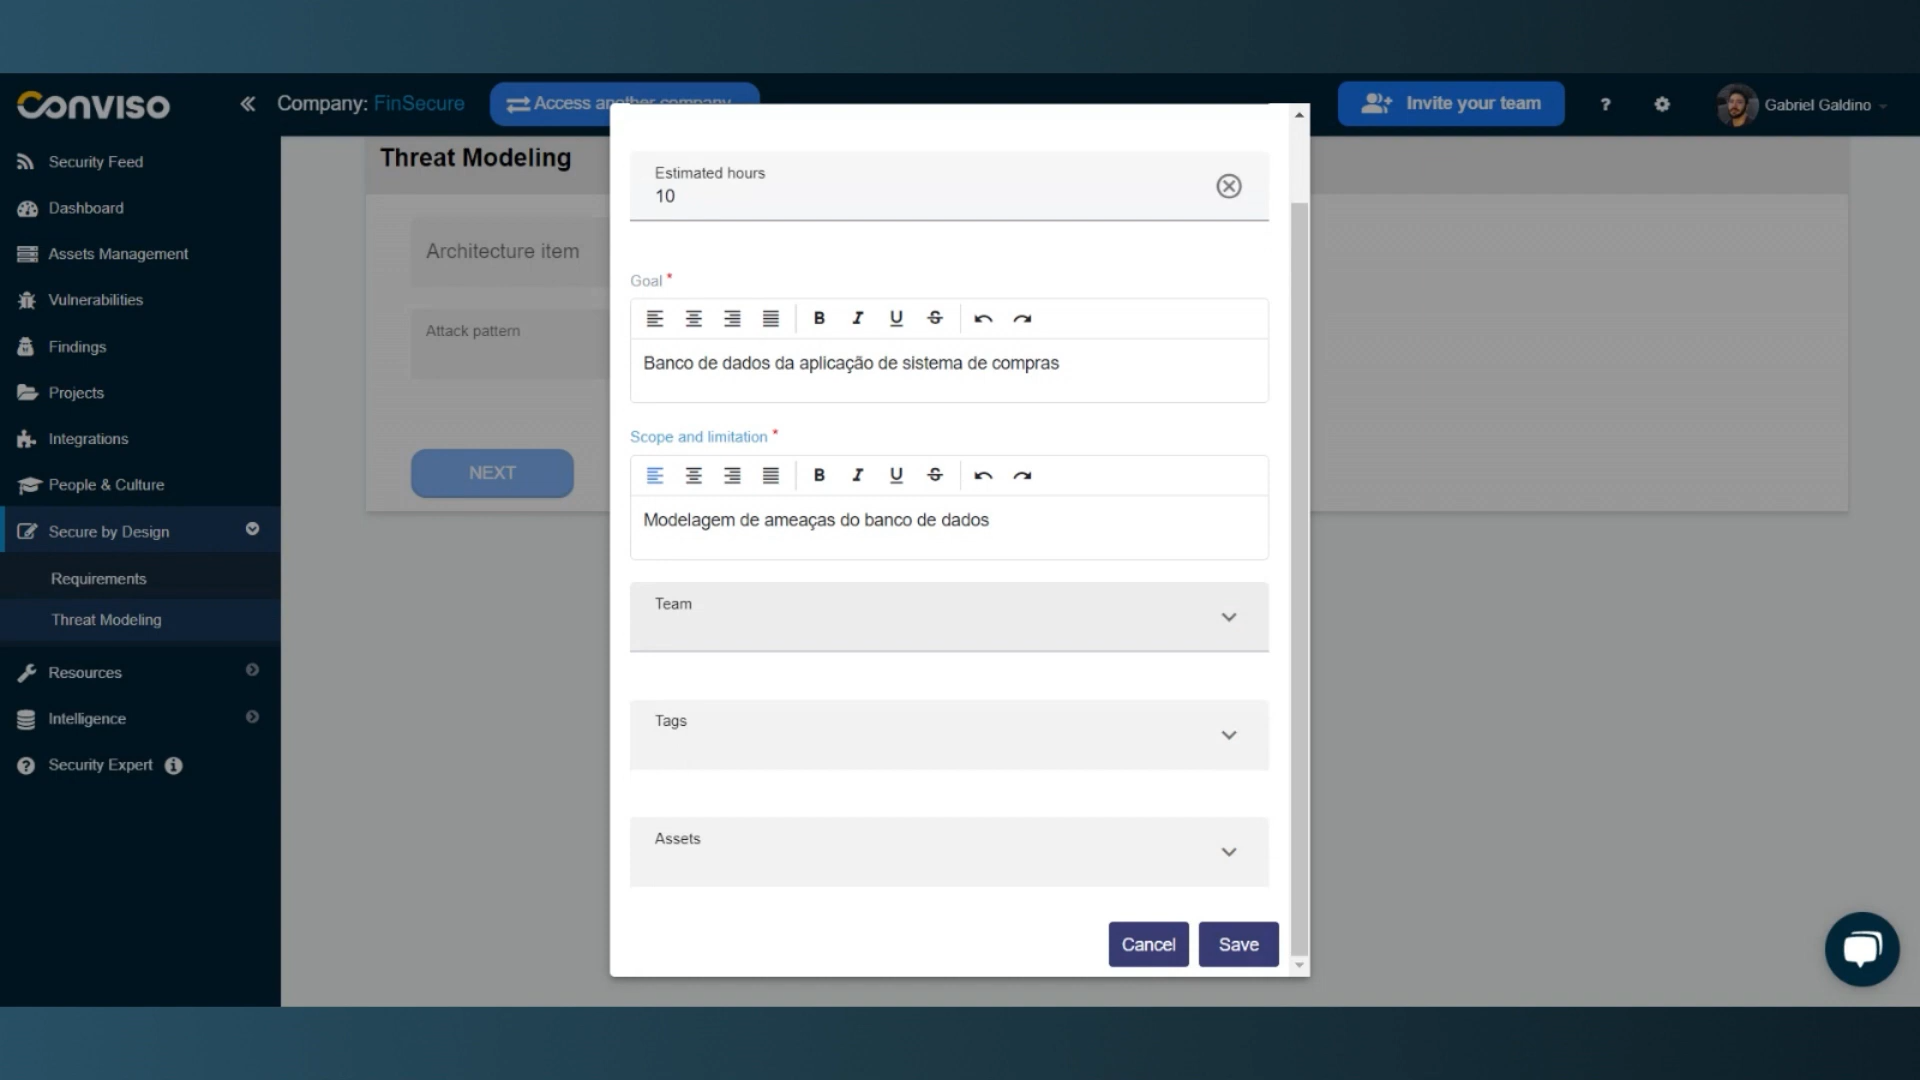 CONVISO
Company: FinSecure
Access another company
Invite your team
?
Gabriel Galdino
Security Feed
Dashboard
Assets Management
Vulnerabilities
Findings
Projects
Integrations
People & Culture
Secure by Design
Requirements
Threat Modeling
Resources
Intelligence
Security Expert
Threat Modeling
Architecture item
Attack pattern
NEXT
Estimated hours
10
Goal *
B I U S
Banco de dados da aplicação de sistema de compras
Scope and limitation *
B I U S
Modelagem de ameaças do banco de dados
Team
Tags
Assets
Cancel Save